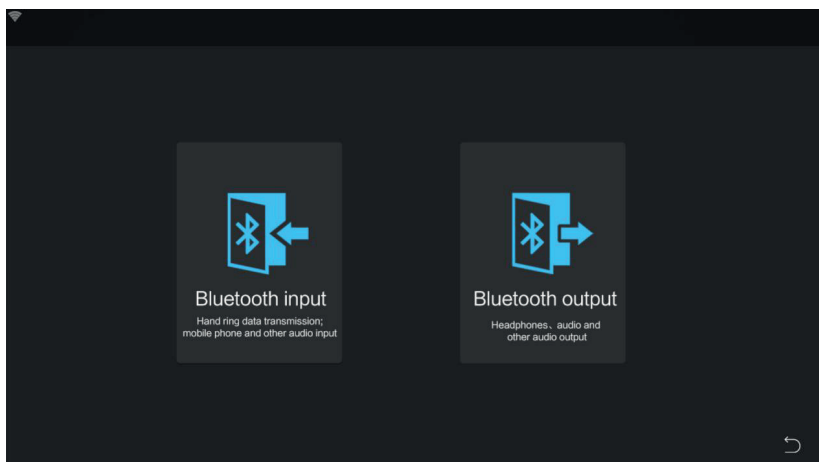 Bluetooth input
Hand ring data transmission;
mobile phone and other audio input
Bluetooth output
Headphones、audio and
other audio output